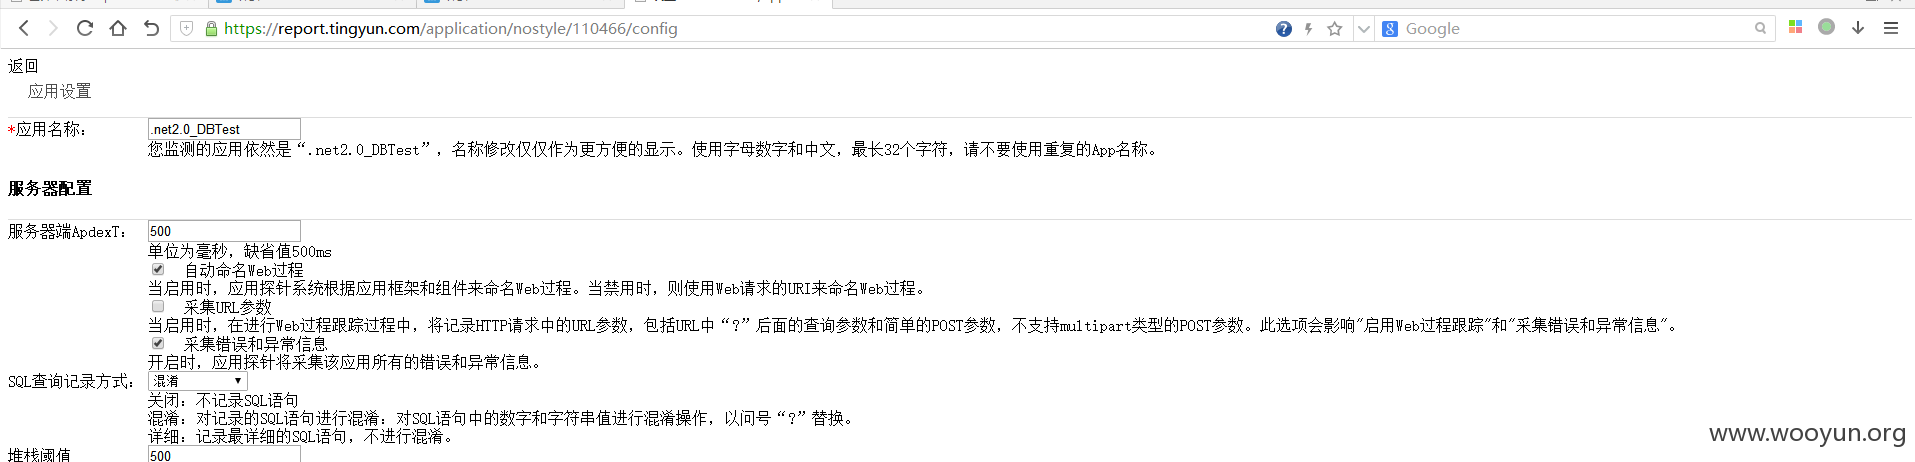 https://report.tingyun.com/application/nostyle/110466/config
Google
返回
应用设置
*应用名称:
.net2.0_DBTest
您监测的应用依然是“.net2.0_DBTest”,名称修改仅仅作为更方便的显示。使用字母数字和中文,最长32个字符,请不要使用重复的App名称。
服务器配置
服务器端ApdexT:
500
单位为毫秒,缺省值500ms
自动命名Web过程
当启用时,应用探针系统根据应用框架和组件来命名Web过程。当禁用时,则使用Web请求的URI来命名Web过程。
采集URL参数
当启用时,在进行Web过程跟踪过程中,将记录HTTP请求中的URL参数,包括URL中“?”后面的查询参数和简单的POST参数,不支持multipart类型的POST参数。此选项会影响"启用Web过程跟踪"和"采集错误和异常信息"。
采集错误和异常信息
开启时,应用探针将采集该应用所有的错误和异常信息。
SQL查询记录方式:
混淆
关闭:不记录SQL语句
混淆:对记录的SQL语句进行混淆:对SQL语句中的数字和字符串值进行混淆操作,以问号“?”替换。
详细:记录最详细的SQL语句,不进行混淆。
堆栈阈值
500
www.wooyun.org